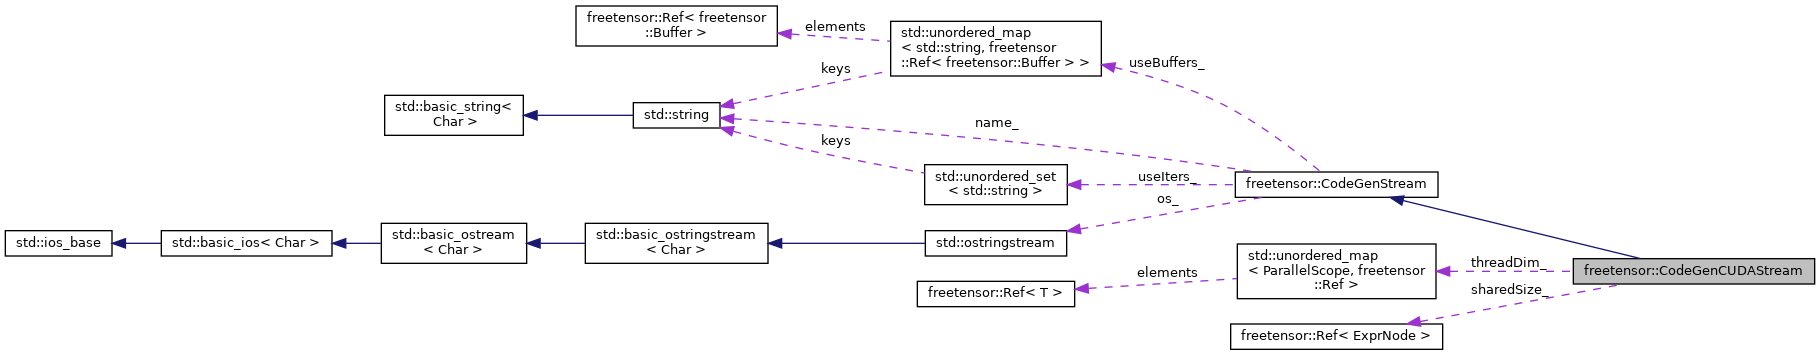 freetensor::Ref< freetensor
::Buffer >
elements
std::unordered_map
< std::string, freetensor
::Ref< freetensor::Buffer > >
useBuffers_
keys
std::basic_string<
Char >
std::string
name_
keys
std::unordered_set
< std::string >
useIters_
freetensor::CodeGenStream
os_
std::ios_base
std::basic_ios< Char >
std::basic_ostream
< Char >
std::basic_ostringstream
< Char >
std::ostringstream
std::unordered_map
< ParallelScope, freetensor
::Ref >
threadDim_
freetensor::CodeGenCUDAStream
elements
freetensor::Ref< T >
sharedSize_
freetensor::Ref< ExprNode >